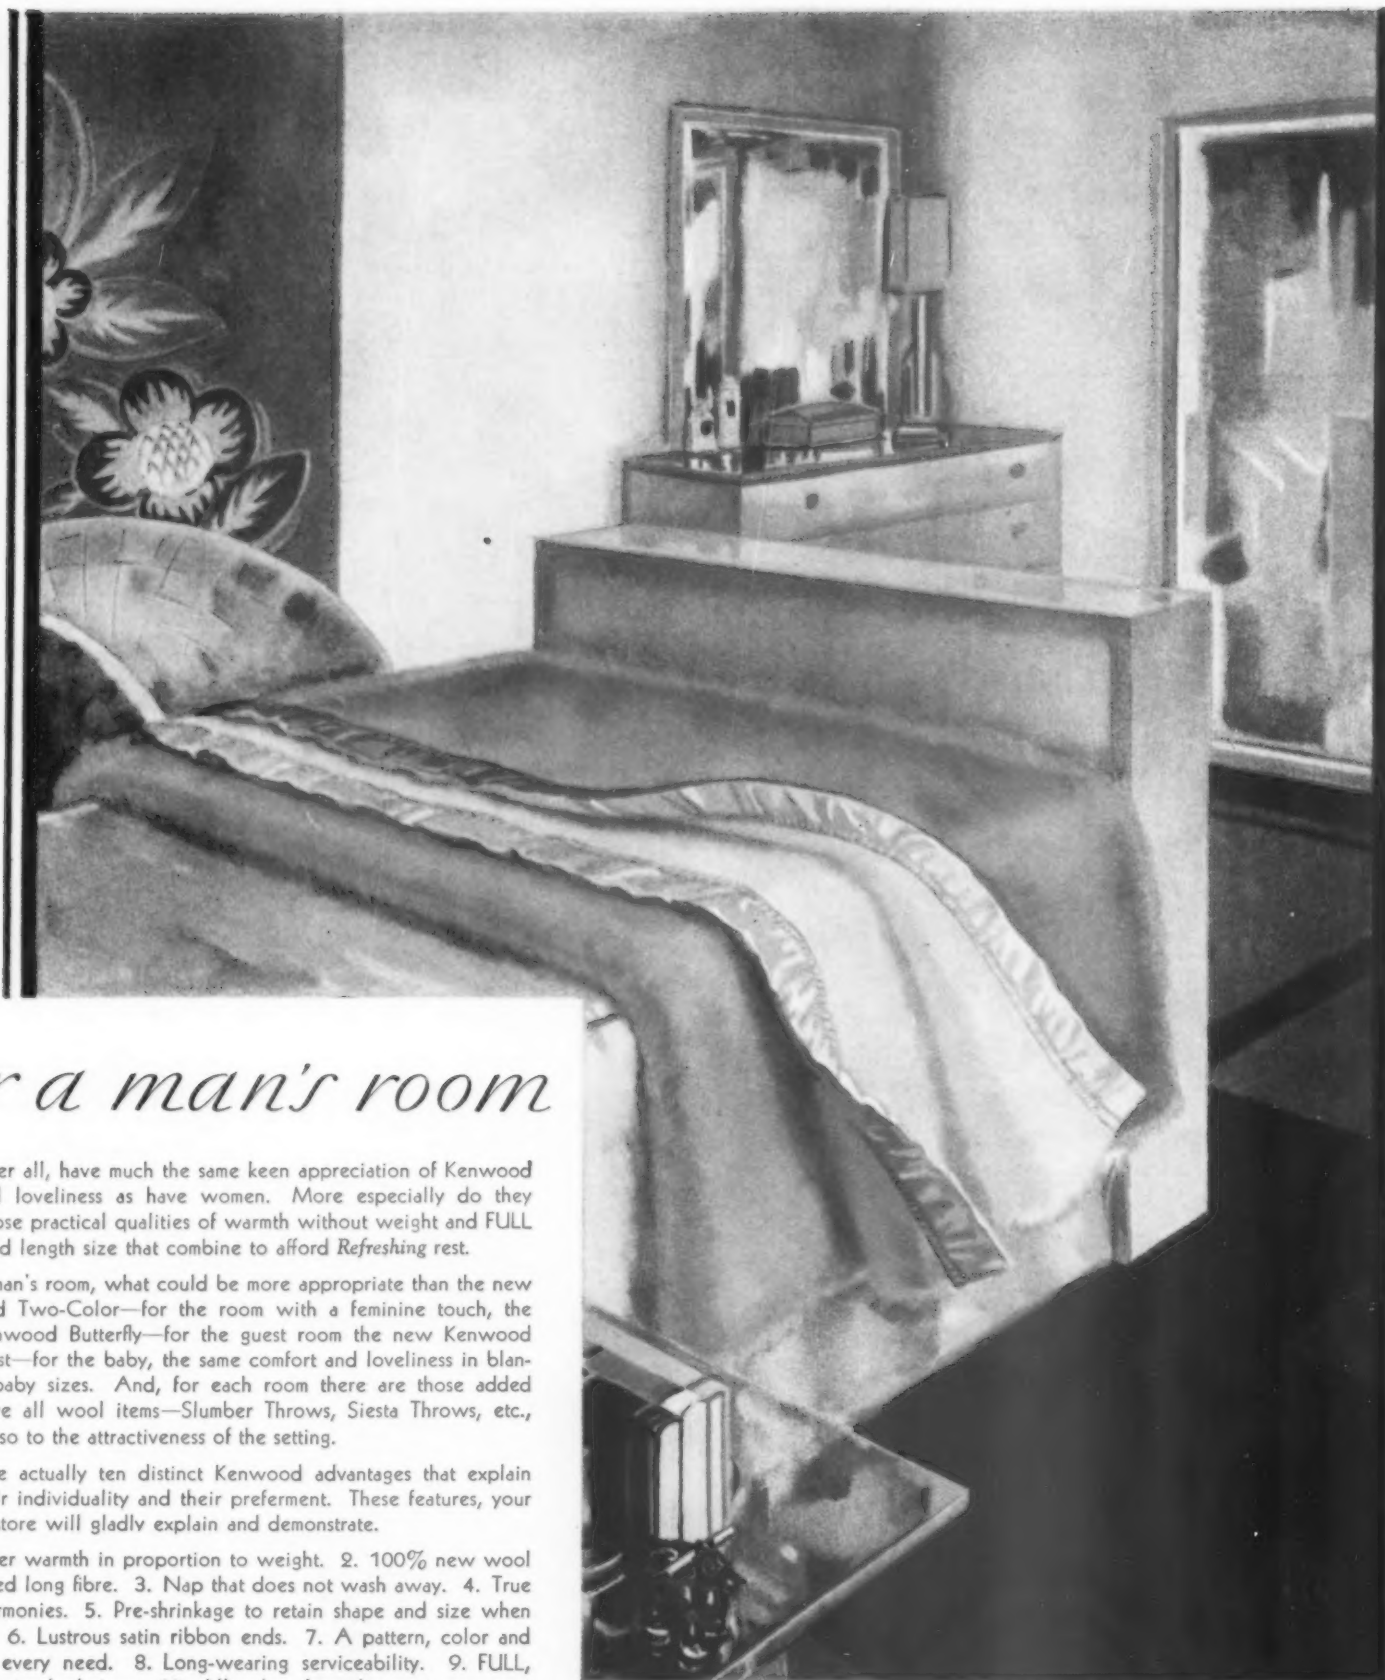 r a man's room
er all, have much the same keen appreciation of Kenwood
l loveliness as have women. More especially do they
ose practical qualities of warmth without weight and FULL
d length size that combine to afford Refreshing rest.
nan's room, what could be more appropriate than the new
d Two-Color—for the room with a feminine touch, the
nwood Butterfly—for the guest room the new Kenwood
st—for the baby, the same comfort and loveliness in blan-
baby sizes. And, for each room there are those added
e all wool items—Slumber Throws, Siesta Throws, etc.,
so to the attractiveness of the setting.
e actually ten distinct Kenwood advantages that explain
r individuality and their preferment. These features, your
store will gladly explain and demonstrate.
er warmth in proportion to weight. 2. 100% new wool
ed long fibre. 3. Nap that does not wash away. 4. True
rmonies. 5. Pre-shrinkage to retain shape and size when
6. Lustrous satin ribbon ends. 7. A pattern, color and
every need. 8. Long-wearing serviceability. 9. FULL,